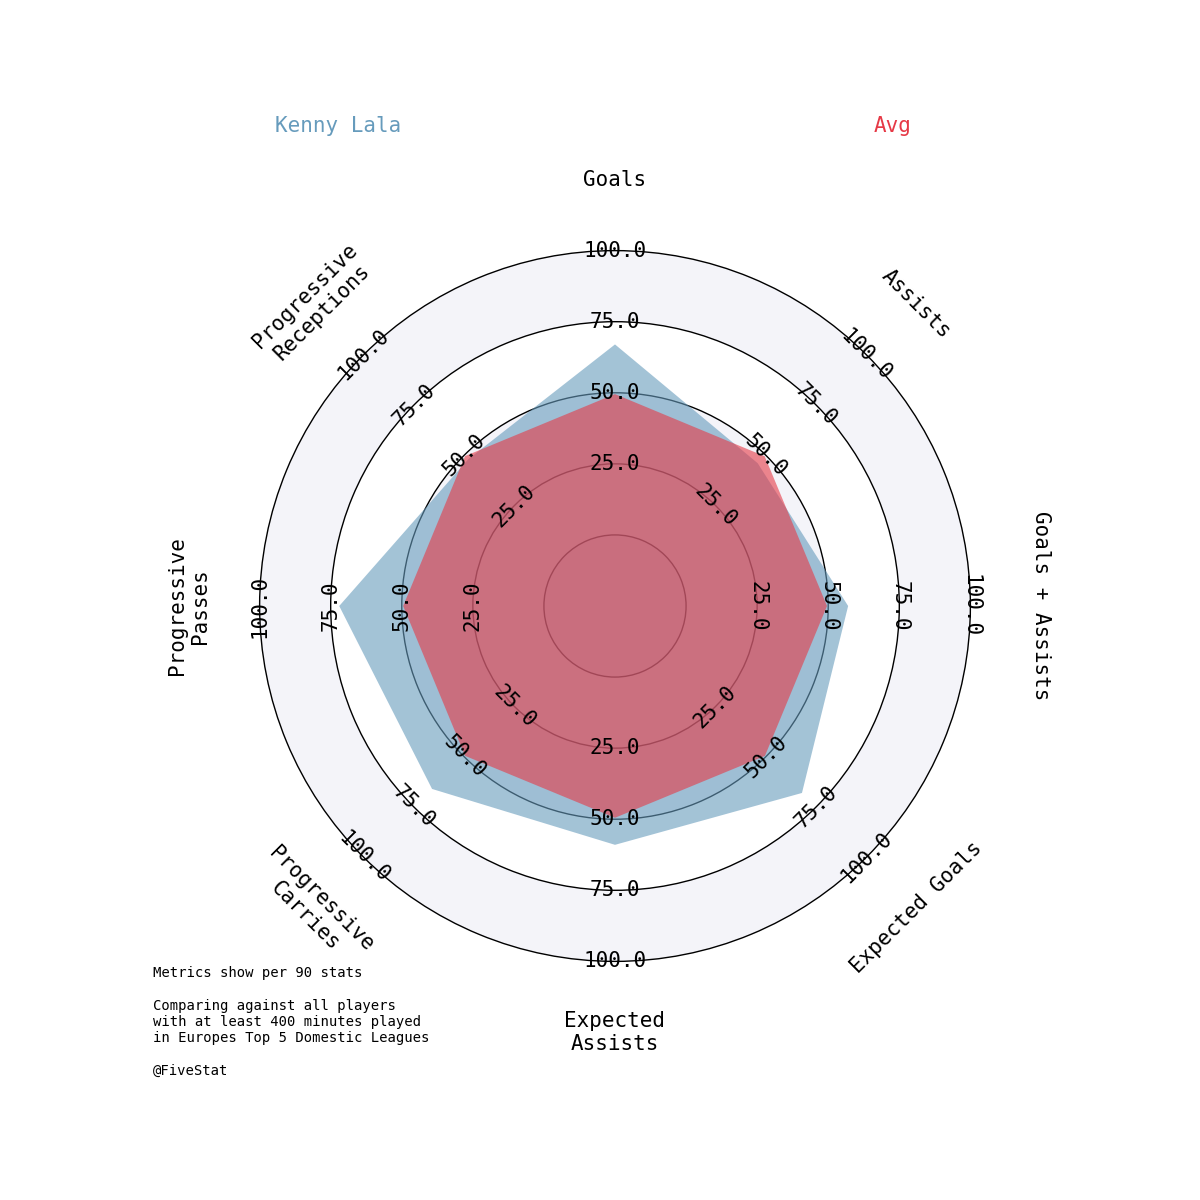 Kenny Lala
Avg
Goals
Assists
Goals + Assists
Expected Goals
Expected
Assists
Progressive
Carries
Progressive
Passes
Progressive
Receptions
25.0
50.0
75.0
100.0
25.0
50.0
75.0
100.0
25.0
50.0
75.0
100.0
25.0
50.0
75.0
100.0
25.0
50.0
75.0
100.0
25.0
50.0
75.0
100.0
25.0
50.0
75.0
100.0
25.0
50.0
75.0
100.0
Metrics show per 90 stats
Comparing against all players
with at least 400 minutes played
in Europes Top 5 Domestic Leagues
@FiveStat